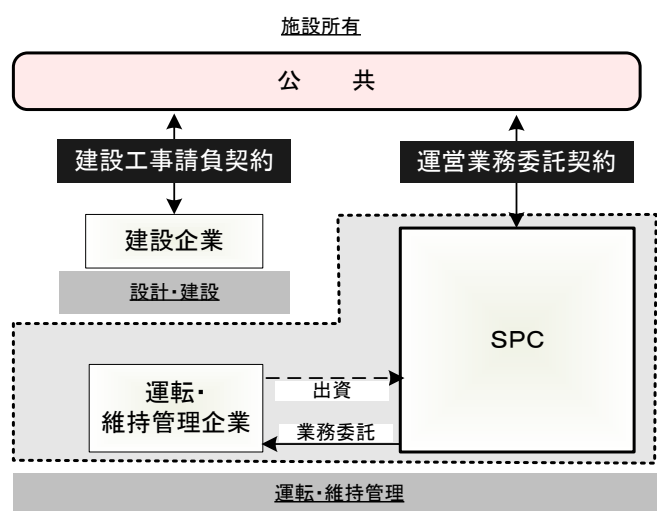 施設所有
公　共
建設工事請負契約
運営業務委託契約
建設企業
設計・建設
SPC
運転・
維持管理企業
出資
業務委託
運転・維持管理